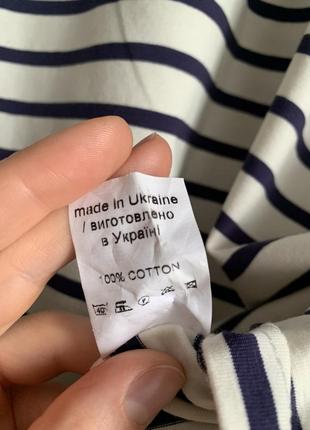 made in Ukraine
/ виготовлено
в Україні
100% COTTON